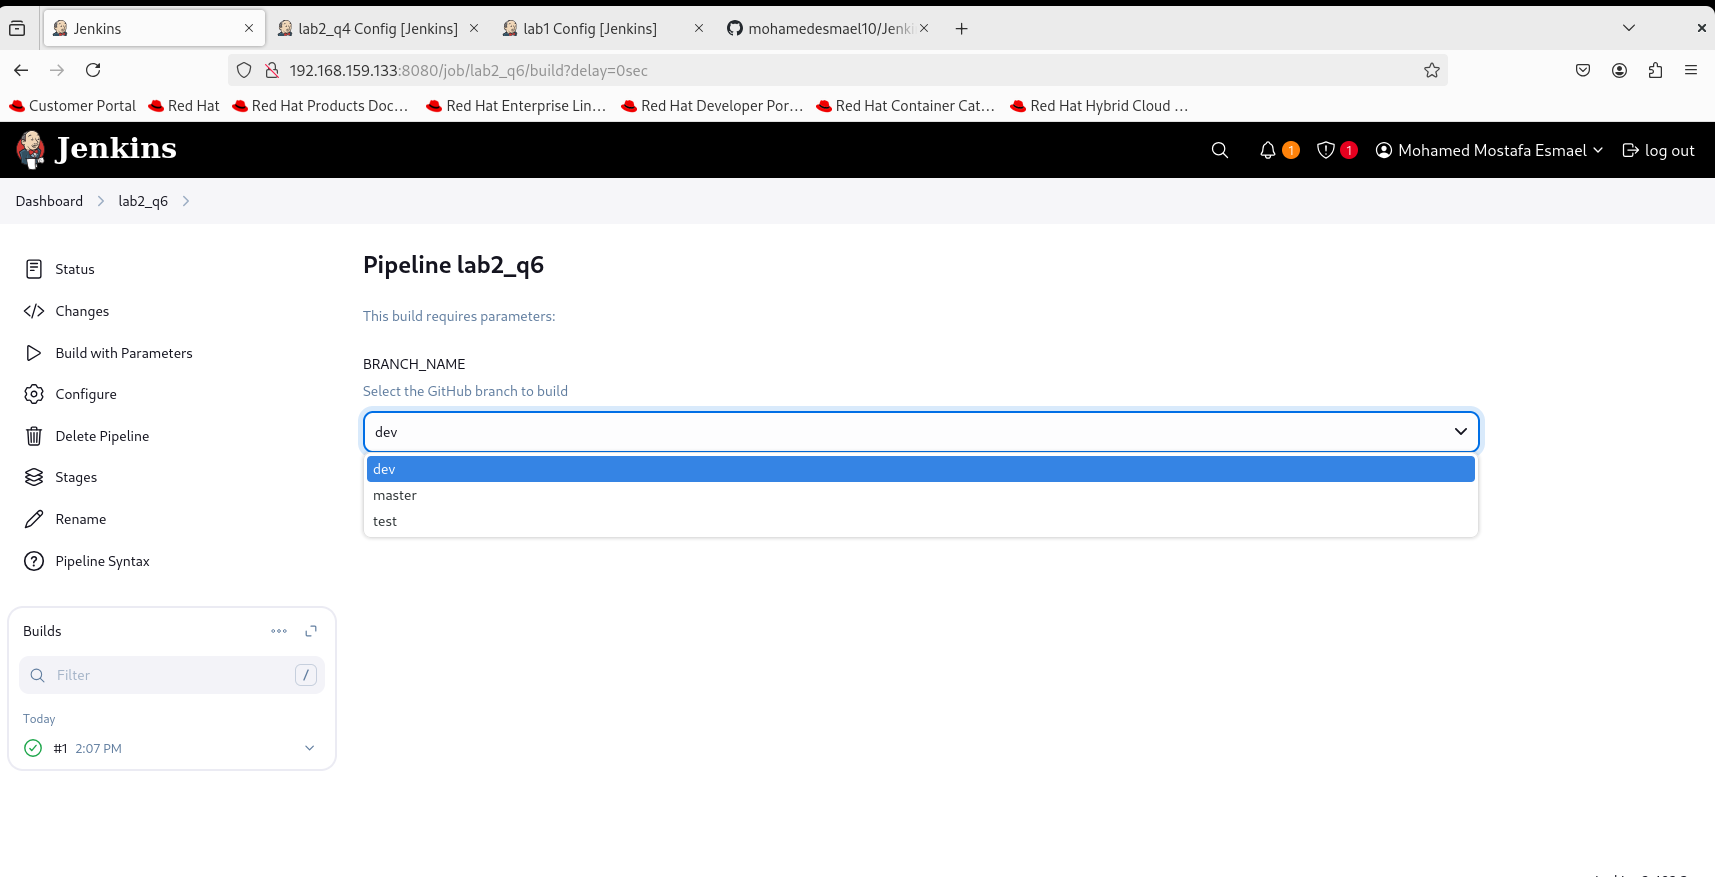 Jenkins
lab2_q4 Config [Jenkins]
lab1 Config [Jenkins]
mohamedesmael10/Jenki
192.168.159.133:8080/job/lab2_q6/build?delay=0sec
Customer Portal
Red Hat
Red Hat Products Doc…
Red Hat Enterprise Lin…
Red Hat Developer Por…
Red Hat Container Cat…
Red Hat Hybrid Cloud …
Jenkins
1
1
Mohamed Mostafa Esmael
log out
Dashboard
lab2_q6
Status
Changes
Build with Parameters
Configure
Delete Pipeline
Stages
Rename
Pipeline Syntax
Builds
Filter
/
Today
#1 2:07 PM
Pipeline lab2_q6
This build requires parameters:
BRANCH_NAME
Select the GitHub branch to build
dev
dev
master
test